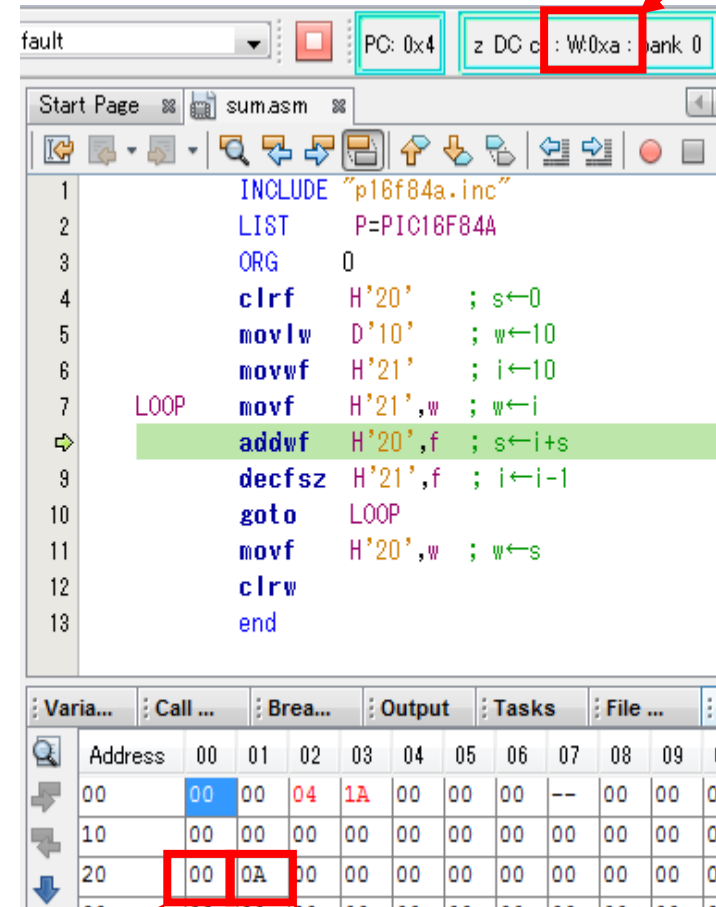 fault PC: 0x4 z DC c : W:0xa : bank 0
Start Page sum.asm
1 INCLUDE "p16f84a.inc"
2 LIST P=PIC16F84A
3 ORG 0
4 clrf H'20' ; s←0
5 movlw D'10' ; w←10
6 movwf H'21' ; i←10
7 LOOP movf H'21',w ; w←i
addwf H'20',f ; s←i+s
9 decfsz H'21',f ; i←i-1
10 goto LOOP
11 movf H'20',w ; w←s
12 clrw
13 end
Varia... Call ... Brea... Output Tasks File ...
Address 00 01 02 03 04 05 06 07 08 09
00 00 00 04 1A 00 00 00 -- 00 00
10 00 00 00 00 00 00 00 00 00 00
20 00 0A 00 00 00 00 00 00 00 00